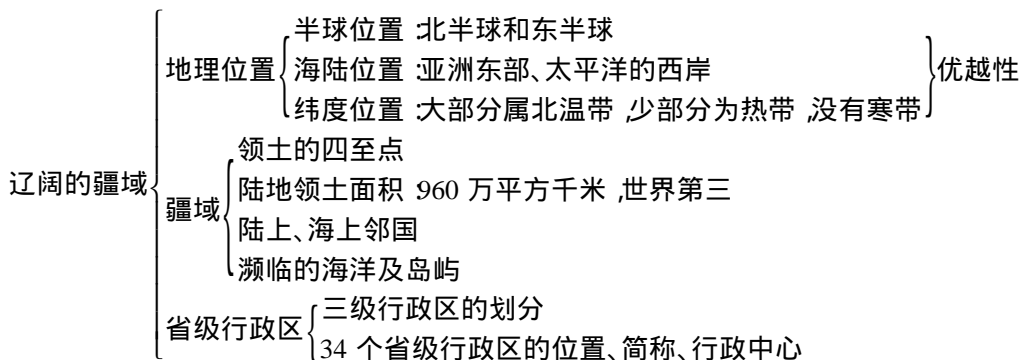 半球位置:北半球和东半球
地理位置 海陆位置:亚洲东部、太平洋的西岸 优越性
纬度位置:大部分属北温带,少部分为热带,没有寒带
领土的四至点
辽阔的疆域
陆地领土面积:960 万平方千米,世界第三
疆域
陆上、海上邻国
濒临的海洋及岛屿
三级行政区的划分
省级行政区
34 个省级行政区的位置、简称、行政中心